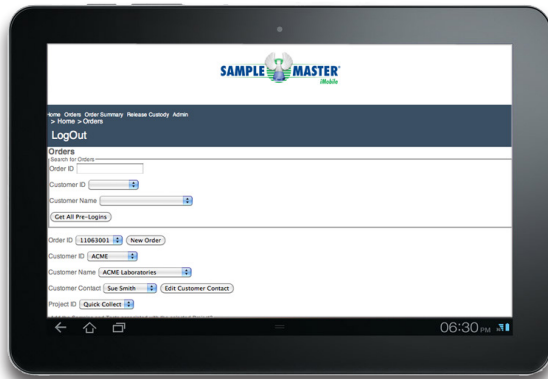 SAMPLE MASTER®
iMobile
Home Orders Order Summary Release Custody Admin
> Home > Orders
LogOut
Orders
Search for Orders
Order ID
Customer ID
Customer Name
Get All Pre-Logins
Order ID 11063001 New Order
Customer ID ACME
Customer Name ACME Laboratories
Customer Contact Sue Smith Edit Customer Contact
Project ID Quick Collect
06:30 PM